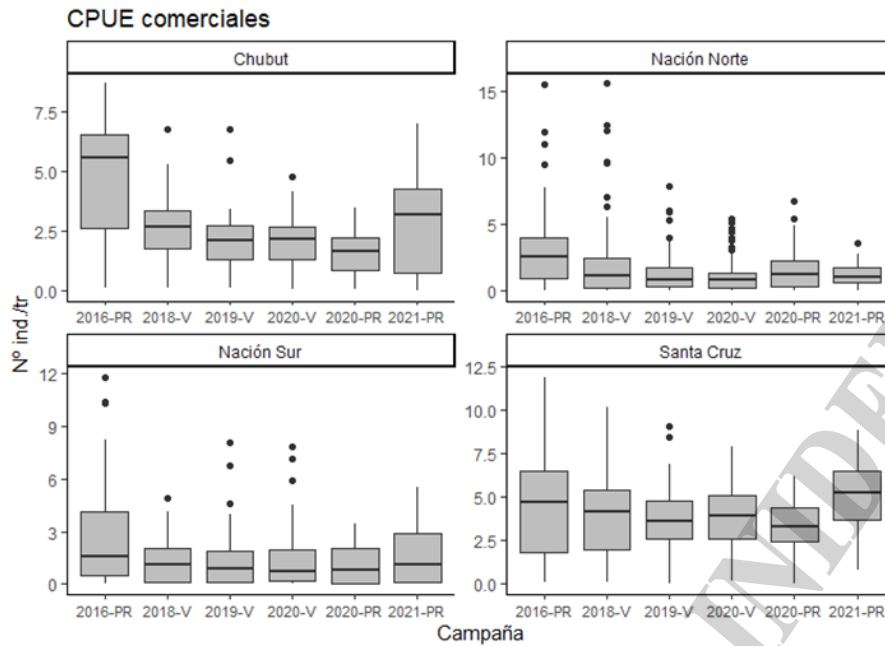 CPUE comerciales
Chubut
Nación Norte
7.5
5.0
2.5
0.0
15
10
5
0
2016-PR 2018-V 2019-V 2020-V 2020-PR 2021-PR
2016-PR 2018-V 2019-V 2020-V 2020-PR 2021-PR
Nº ind./tr
Nación Sur
Santa Cruz
12
9
6
3
0
12.5
10.0
7.5
5.0
2.5
0.0
2016-PR 2018-V 2019-V 2020-V 2020-PR 2021-PR
2016-PR 2018-V 2019-V 2020-V 2020-PR 2021-PR
Campaña